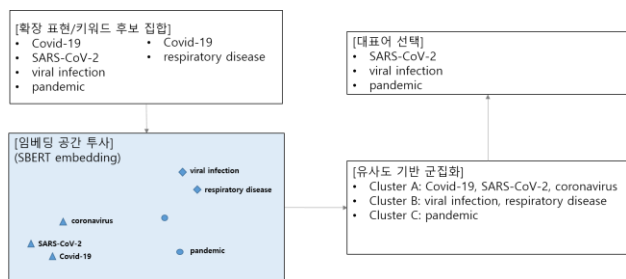 [확장 표현/키워드 후보 집합]
• Covid-19
• SARS-CoV-2
• viral infection
• pandemic
• Covid-19
• respiratory disease
[대표어 선택]
• SARS-CoV-2
• viral infection
• pandemic
[임베딩 공간 투사]
(SBERT embedding)
viral infection
respiratory disease
coronavirus
SARS-CoV-2
Covid-19
pandemic
[유사도 기반 군집화]
• Cluster A: Covid-19, SARS-CoV-2, coronavirus
• Cluster B: viral infection, respiratory disease
• Cluster C: pandemic